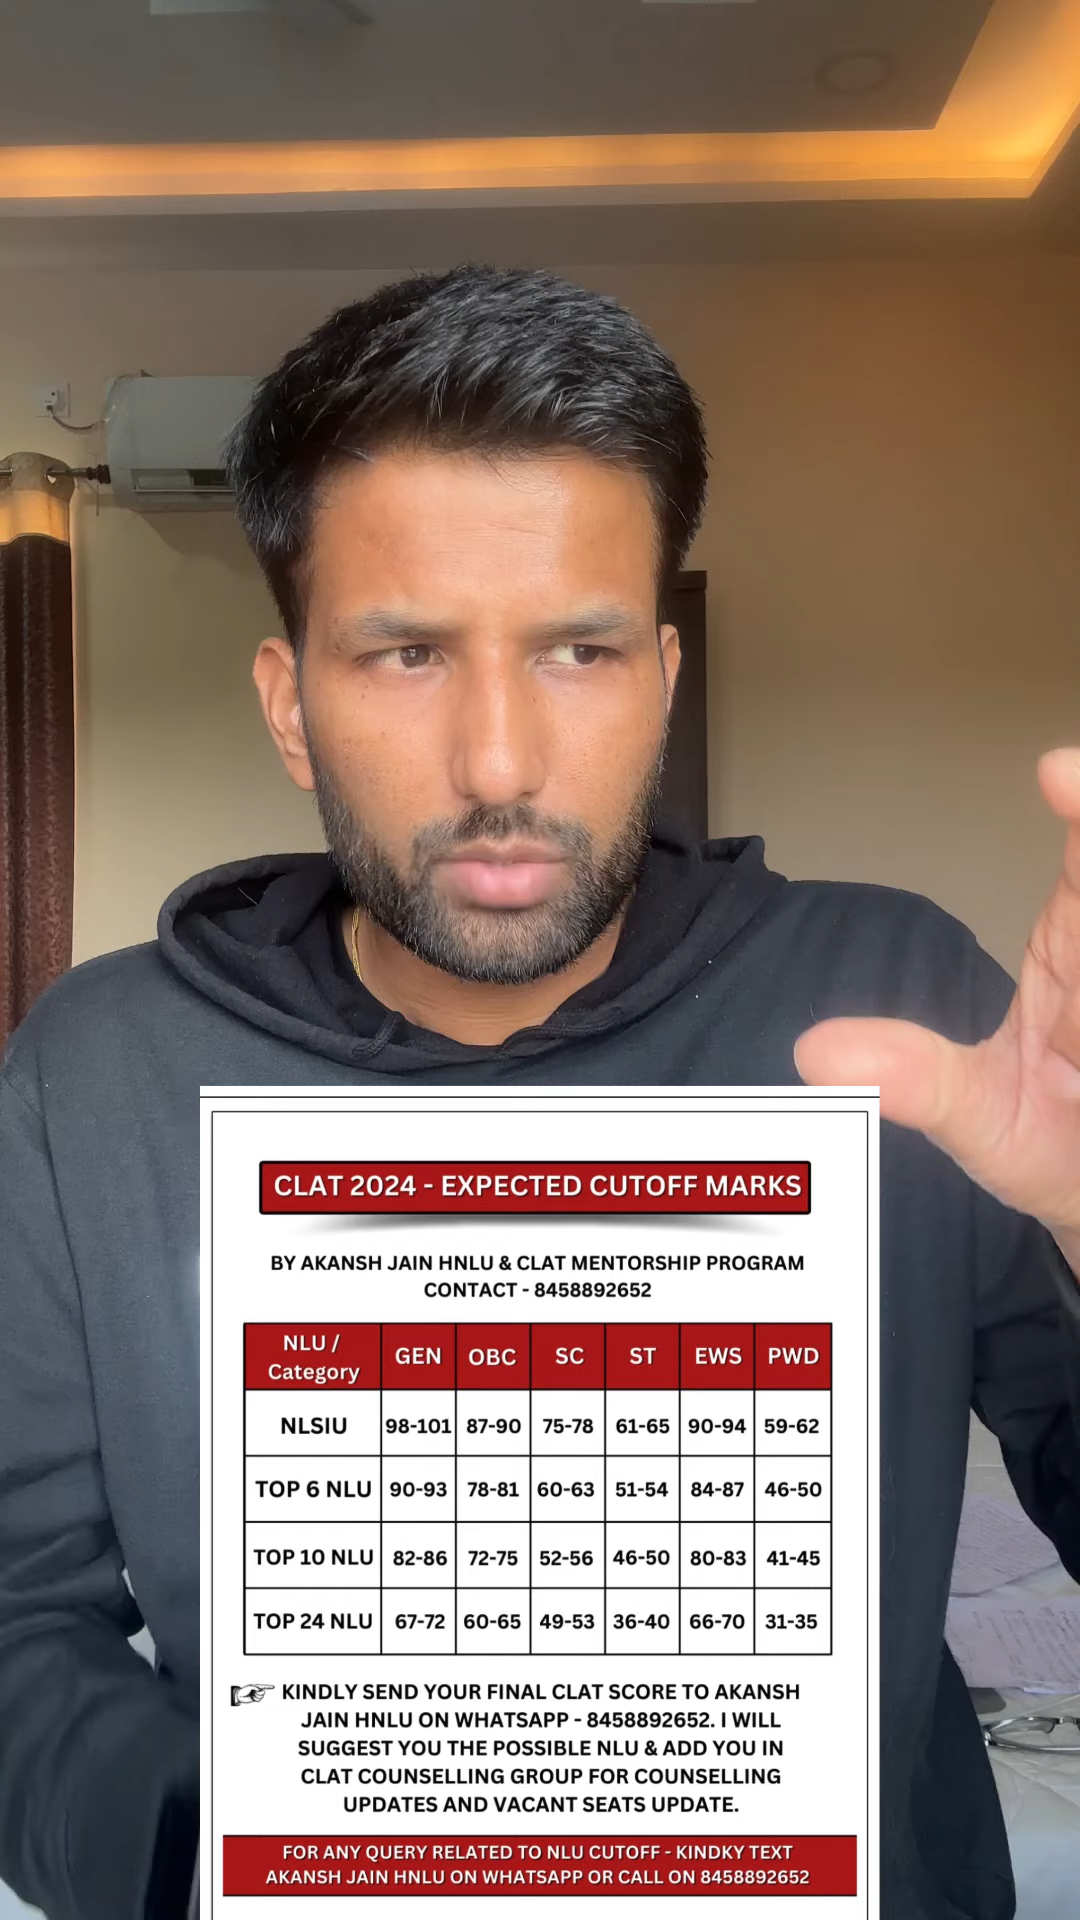 CLAT 2024 - EXPECTED CUTOFF MARKS
BY AKANSH JAIN HNLU & CLAT MENTORSHIP PROGRAM
CONTACT - 8458892652
NLU / Category GEN OBC SC ST EWS PWD
NLSIU 98-101 87-90 75-78 61-65 90-94 59-62
TOP 6 NLU 90-93 78-81 60-63 51-54 84-87 46-50
TOP 10 NLU 82-86 72-75 52-56 46-50 80-83 41-45
TOP 24 NLU 67-72 60-65 49-53 36-40 66-70 31-35
KINDLY SEND YOUR FINAL CLAT SCORE TO AKANSH
JAIN HNLU ON WHATSAPP - 8458892652. I WILL
SUGGEST YOU THE POSSIBLE NLU & ADD YOU IN
CLAT COUNSELLING GROUP FOR COUNSELLING
UPDATES AND VACANT SEATS UPDATE.
FOR ANY QUERY RELATED TO NLU CUTOFF - KINDKY TEXT
AKANSH JAIN HNLU ON WHATSAPP OR CALL ON 8458892652